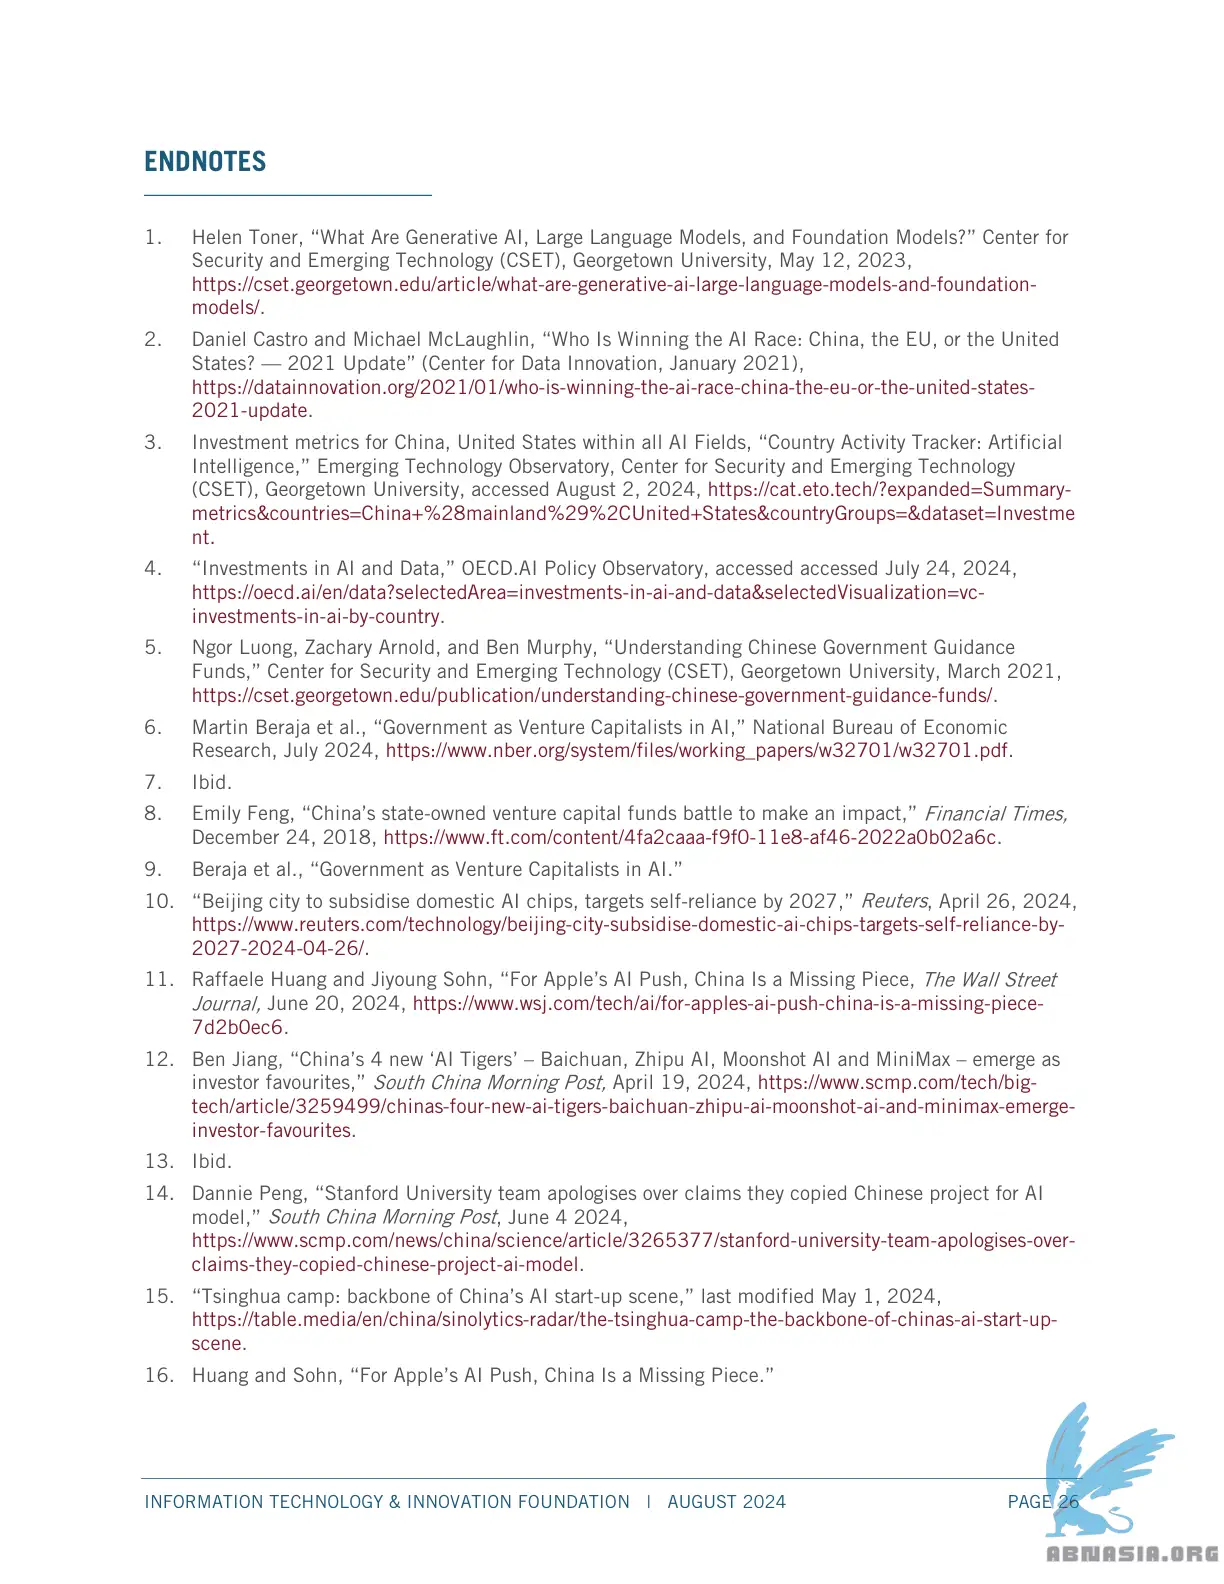 ENDNOTES
1. Helen Toner, “What Are Generative AI, Large Language Models, and Foundation Models?” Center for
Security and Emerging Technology (CSET), Georgetown University, May 12, 2023,
https://cset.georgetown.edu/article/what-are-generative-ai-large-language-models-and-foundation-
models/.
2. Daniel Castro and Michael McLaughlin, “Who Is Winning the AI Race: China, the EU, or the United
States? — 2021 Update” (Center for Data Innovation, January 2021),
https://datainnovation.org/2021/01/who-is-winning-the-ai-race-china-the-eu-or-the-united-states-
2021-update.
3. Investment metrics for China, United States within all AI Fields, “Country Activity Tracker: Artificial
Intelligence,” Emerging Technology Observatory, Center for Security and Emerging Technology
(CSET), Georgetown University, accessed August 2, 2024, https://cat.eto.tech/?expanded=Summary-
metrics&countries=China+%28mainland%29%2CUnited+States&countryGroups=&dataset=Investme
nt.
4. “Investments in AI and Data,” OECD.AI Policy Observatory, accessed accessed July 24, 2024,
https://oecd.ai/en/data?selectedArea=investments-in-ai-and-data&selectedVisualization=vc-
investments-in-ai-by-country.
5. Ngor Luong, Zachary Arnold, and Ben Murphy, “Understanding Chinese Government Guidance
Funds,” Center for Security and Emerging Technology (CSET), Georgetown University, March 2021,
https://cset.georgetown.edu/publication/understanding-chinese-government-guidance-funds/.
6. Martin Beraja et al., “Government as Venture Capitalists in AI,” National Bureau of Economic
Research, July 2024, https://www.nber.org/system/files/working_papers/w32701/w32701.pdf.
7. Ibid.
8. Emily Feng, “China’s state-owned venture capital funds battle to make an impact,” Financial Times,
December 24, 2018, https://www.ft.com/content/4fa2caaa-f9f0-11e8-af46-2022a0b02a6c.
9. Beraja et al., “Government as Venture Capitalists in AI.”
10. “Beijing city to subsidise domestic AI chips, targets self-reliance by 2027,” Reuters, April 26, 2024,
https://www.reuters.com/technology/beijing-city-subsidise-domestic-ai-chips-targets-self-reliance-by-
2027-2024-04-26/.
11. Raffaele Huang and Jiyoung Sohn, “For Apple’s AI Push, China Is a Missing Piece, The Wall Street
Journal, June 20, 2024, https://www.wsj.com/tech/ai/for-apples-ai-push-china-is-a-missing-piece-
7d2b0ec6.
12. Ben Jiang, “China’s 4 new ‘AI Tigers’ – Baichuan, Zhipu AI, Moonshot AI and MiniMax – emerge as
investor favourites,” South China Morning Post, April 19, 2024, https://www.scmp.com/tech/big-
tech/article/3259499/chinas-four-new-ai-tigers-baichuan-zhipu-ai-moonshot-ai-and-minimax-emerge-
investor-favourites.
13. Ibid.
14. Dannie Peng, “Stanford University team apologises over claims they copied Chinese project for AI
model,” South China Morning Post, June 4 2024,
https://www.scmp.com/news/china/science/article/3265377/stanford-university-team-apologises-over-
claims-they-copied-chinese-project-ai-model.
15. “Tsinghua camp: backbone of China’s AI start-up scene,” last modified May 1, 2024,
https://table.media/en/china/sinolytics-radar/the-tsinghua-camp-the-backbone-of-chinas-ai-start-up-
scene.
16. Huang and Sohn, “For Apple’s AI Push, China Is a Missing Piece.”
INFORMATION TECHNOLOGY & INNOVATION FOUNDATION | AUGUST 2024 PAGE 26
ABNASIA.ORG